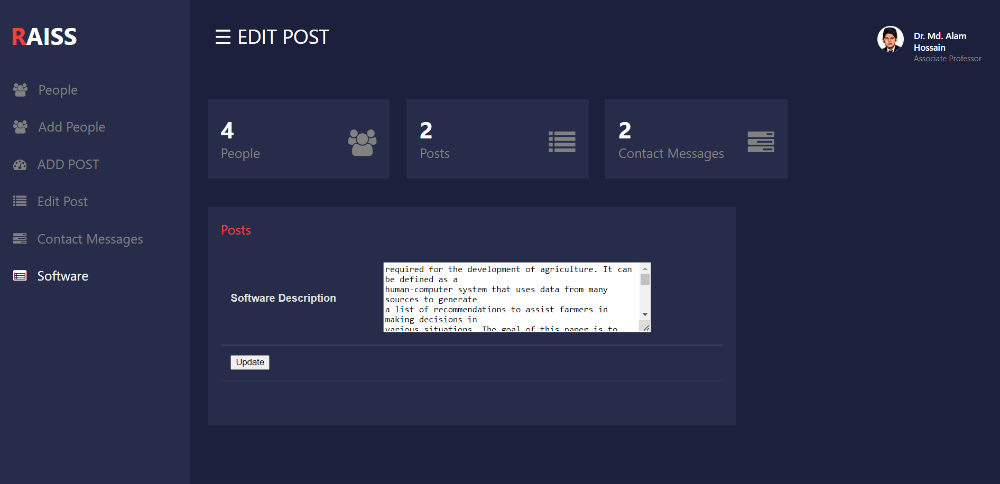 RAISS
☰ EDIT POST
Dr. Md. Alam
Hossain
Associate Professor
People
Add People
ADD POST
Edit Post
Contact Messages
Software
4
People
2
Posts
2
Contact Messages
Posts
Software Description
required for the development of agriculture. It can
be defined as a
human-computer system that uses data from many
sources to generate
a list of recommendations to assist farmers in
making decisions in
various situations. The goal of this paper is to
Update